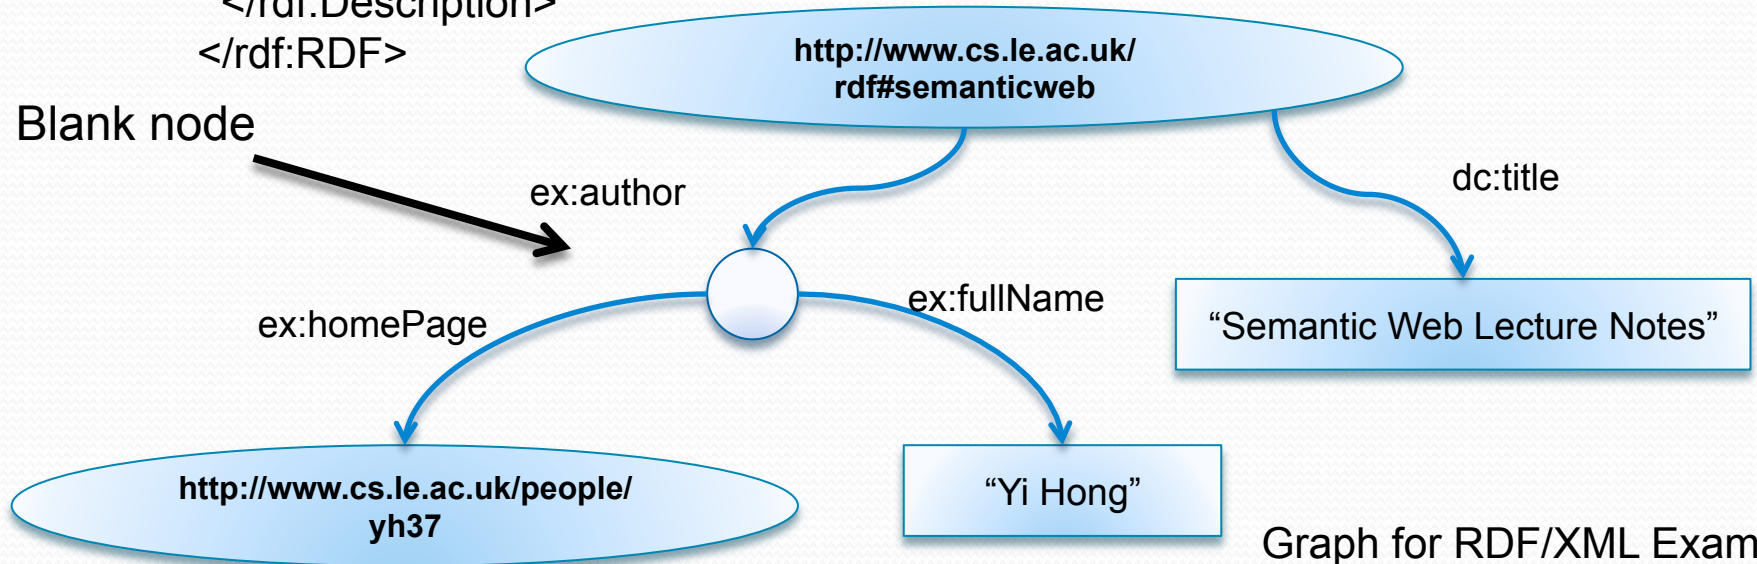 </rdf:Description>
</rdf:RDF>
http://www.cs.le.ac.uk/
rdf#semanticweb
Blank node
ex:author
dc:title
ex:homePage
ex:fullName
“Semantic Web Lecture Notes”
http://www.cs.le.ac.uk/people/
yh37
“Yi Hong”
Graph for RDF/XML Exam